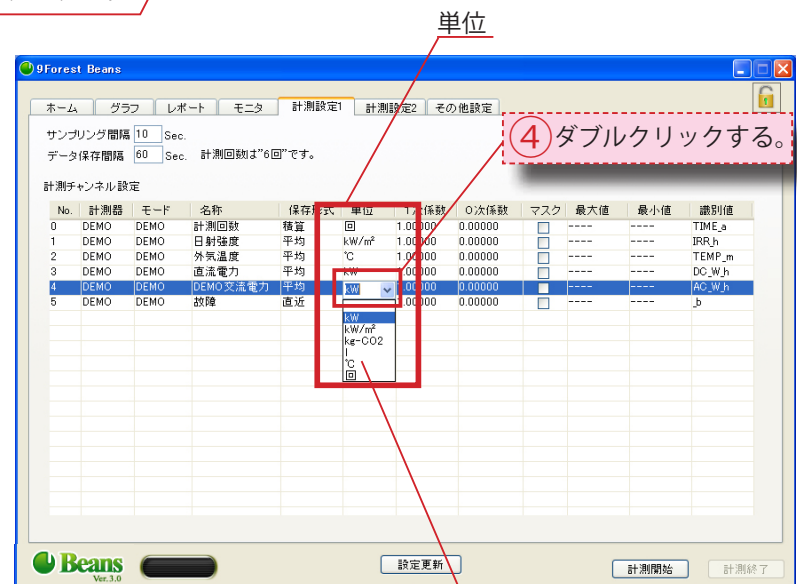 単位
9Forest Beans
ホーム グラフ レポート モニタ 計測設定1 計測設定2 その他設定
④ダブルクリックする。
サンプリング間隔 10 Sec.
データ保存間隔 60 Sec. 計測回数は"6回"です。
計測チャンネル設定
No. 計測器 モード 名称 保存形式 単位 1次係数 0次係数 マスク 最大値 最小値 識別値
0 DEMO DEMO 計測回数 積算 回 1.00000 0.00000 ---- ---- TIME_a
1 DEMO DEMO 日射強度 平均 kW/㎡ 1.00000 0.00000 ---- ---- IRR_h
2 DEMO DEMO 外気温度 平均 ℃ 1.00000 0.00000 ---- ---- TEMP_m
3 DEMO DEMO 直流電力 平均 kW 1.00000 0.00000 ---- ---- DC_W_h
4 DEMO DEMO DEMO交流電力 平均 kW 1.00000 0.00000 ---- ---- AC_W_h
5 DEMO DEMO 故障 直近 1.00000 0.00000 ---- ---- _b
kW
kW/㎡
kg-CO2
l
℃
回
Beans
Ver.3.0
設定更新 計測開始 計測終了